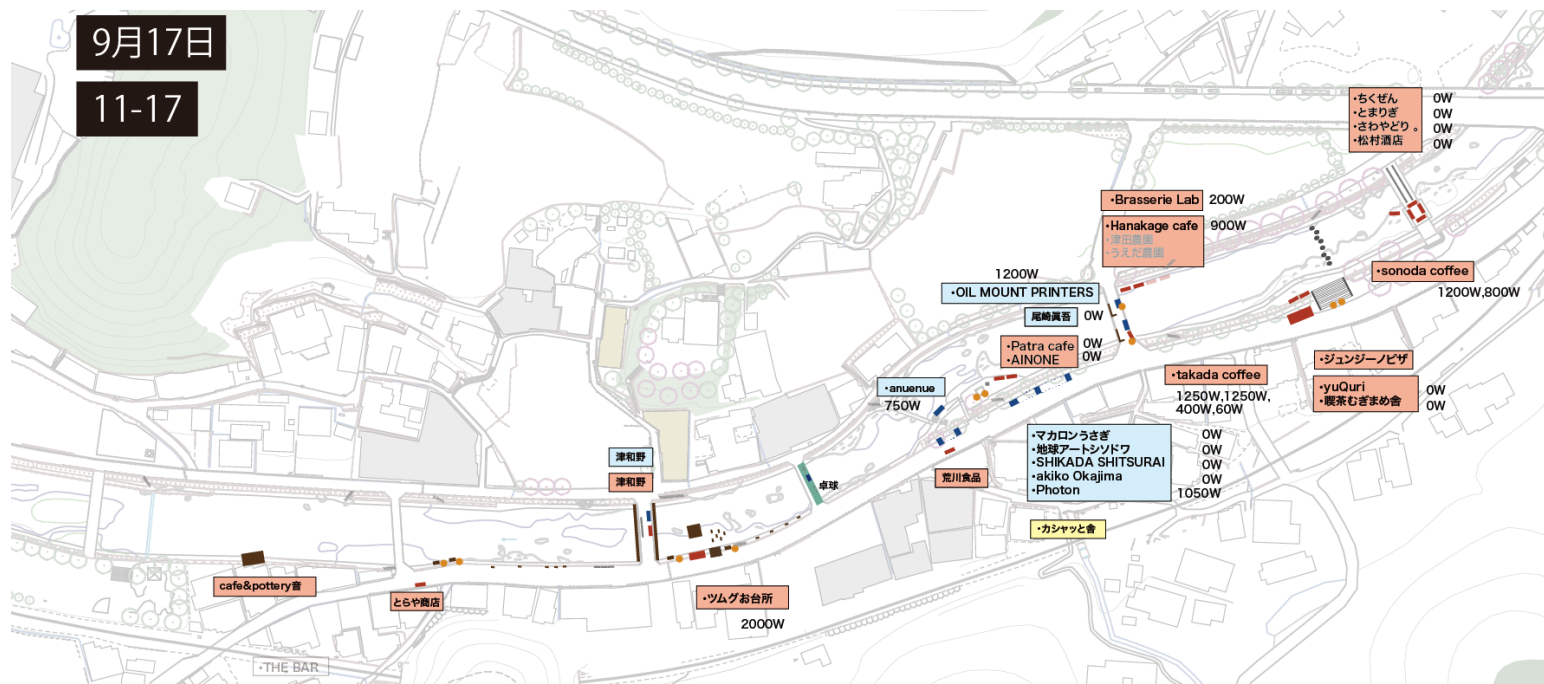 9月17日
11-17
・ちくぜん 0W
・とまりぎ 0W
・さわやどり 。 0W
・松村酒店 0W
・Brasserie Lab 200W
・Hanakage cafe 900W
・津田農園
・うえだ農園
・sonoda coffee
1200W,800W
1200W
・OIL MOUNT PRINTERS
尾崎眞吾 0W
・Patra cafe 0W
・AINONE 0W
・ジュンジーノピザ
・takada coffee
1250W,1250W,
400W,60W
・yuQuri 0W
・喫茶むぎまめ舎 0W
・anuenue
750W
・マカロンうさぎ 0W
・地球アートシソドワ 0W
・SHIKADA SHITSURAI 0W
・akiko Okajima 0W
・Photon 1050W
津和野
津和野
荒川食品
卓球
・カシャッと舎
cafe&pottery音
とらや商店
・ツムグお台所
2000W
・THE BAR